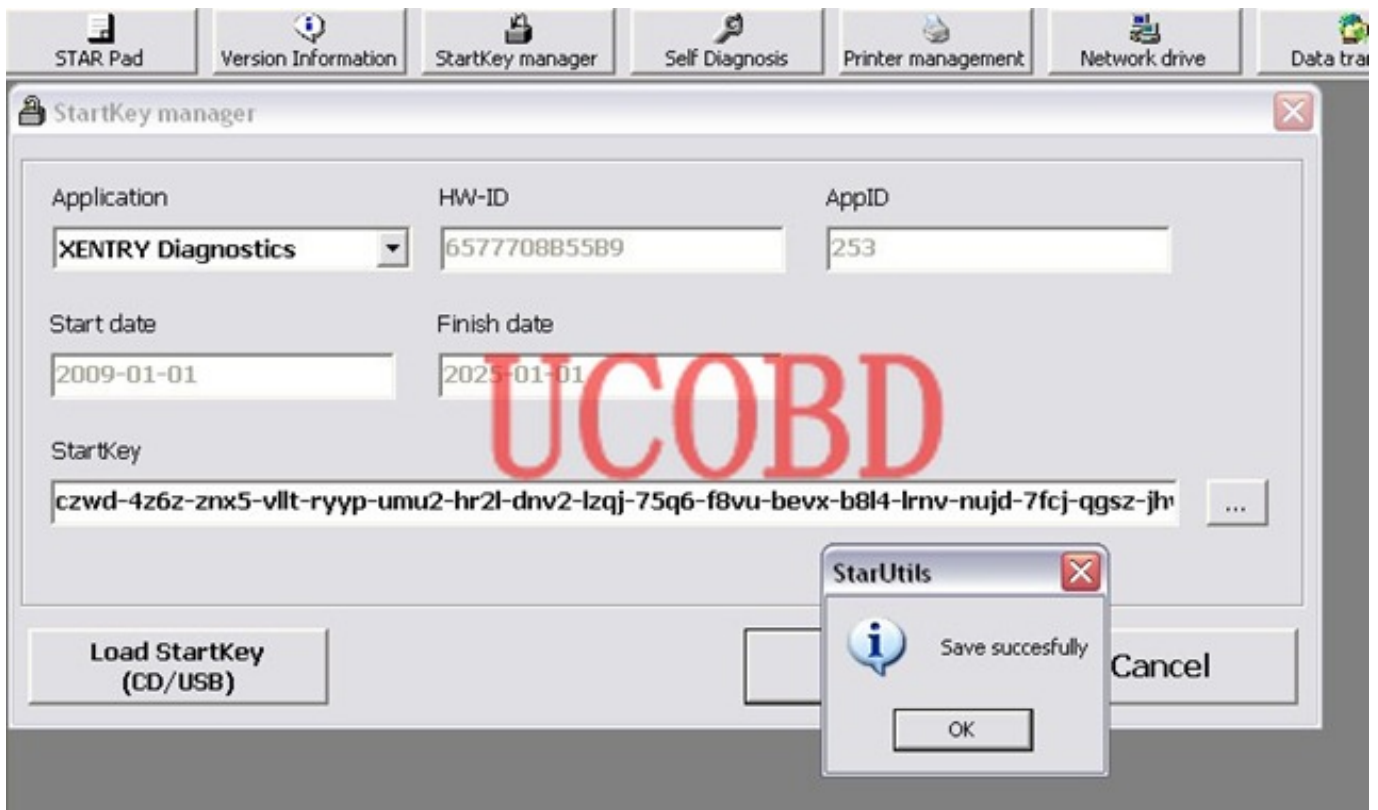 STAR Pad
Version Information
StartKey manager
Self Diagnosis
Printer management
Network drive
Data tra
StartKey manager
Application
HW-ID
AppID
XENTRY Diagnostics
6577708B55B9
253
Start date
Finish date
2009-01-01
2025-01-01
UCOBD
StartKey
czwd-4z6z-znx5-vllt-ryyp-umu2-hr2l-dnv2-lzqj-75q6-f8vu-bevx-b8l4-lrnv-nujd-7fcj-qgsz-jh
...
StarUtils
Save succesfully
OK
Load StartKey
(CD/USB)
Cancel